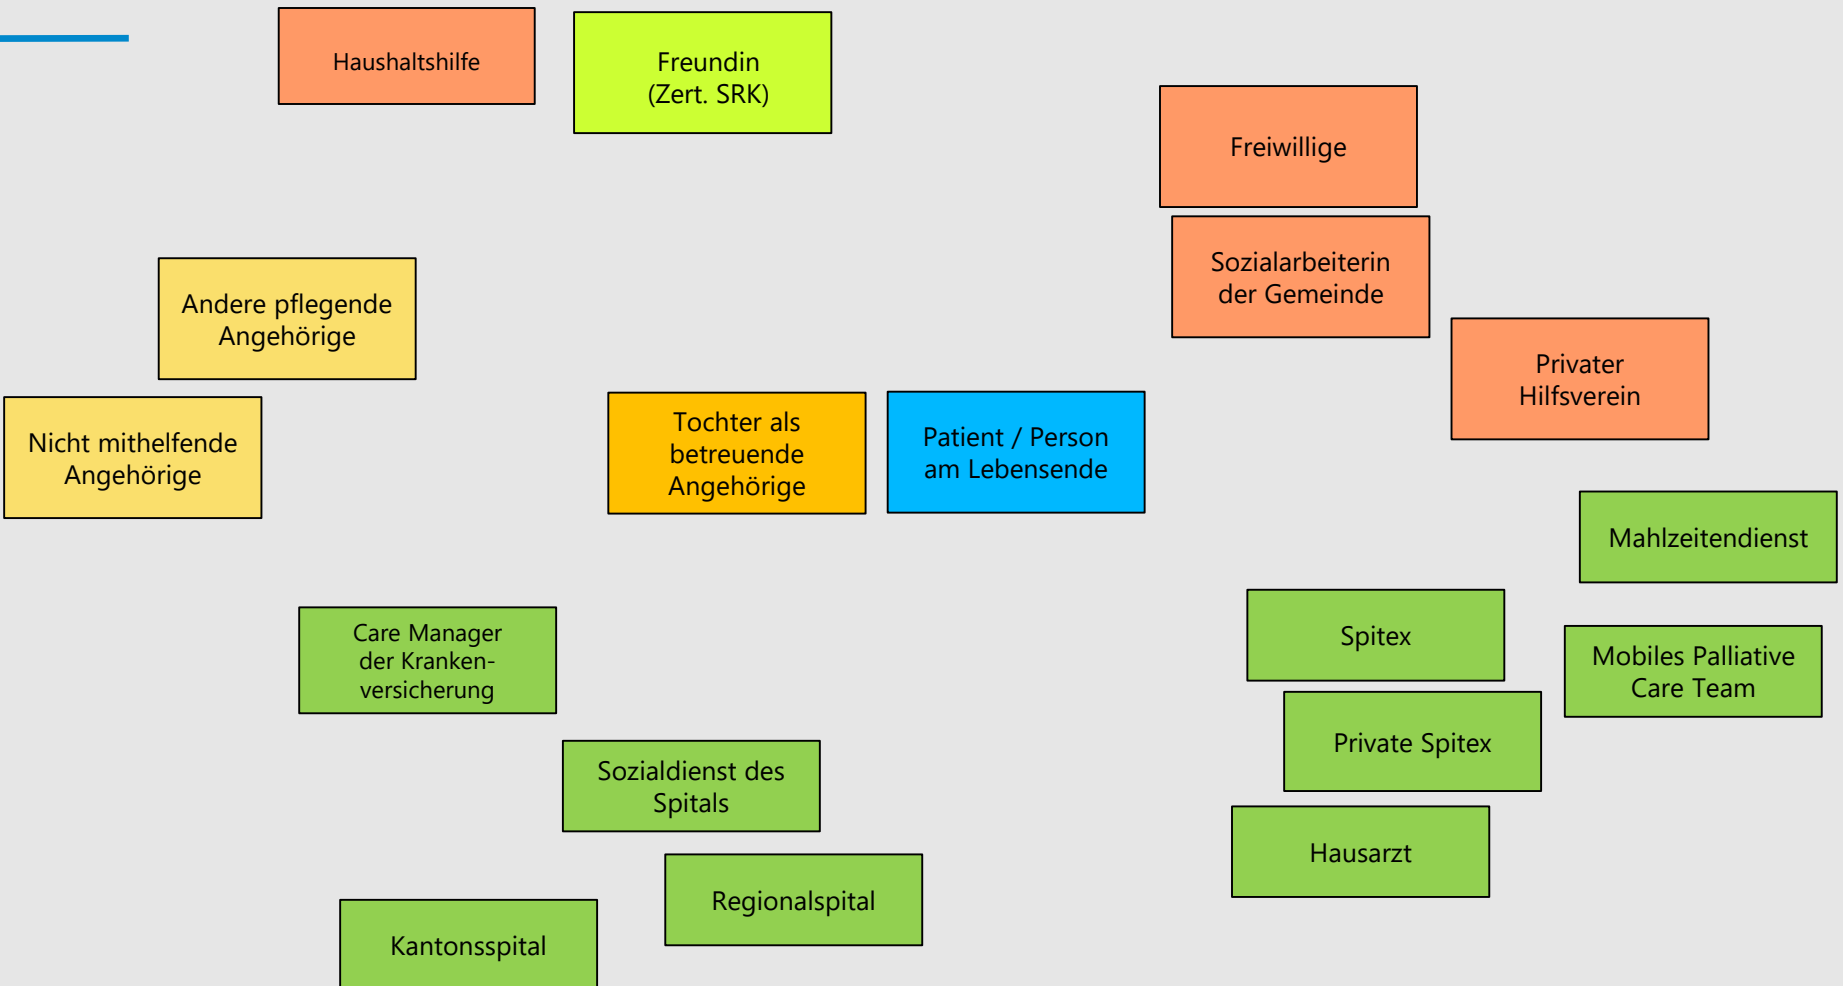 Haushaltshilfe
Freundin
(Zert. SRK)
Freiwillige
Sozialarbeiterin
der Gemeinde
Andere pflegende
Angehörige
Privater
Hilfsverein
Nicht mithelfende
Angehörige
Tochter als
betreuende
Angehörige
Patient / Person
am Lebensende
Mahlzeitendienst
Care Manager
der Kranken-
versicherung
Spitex
Mobiles Palliative
Care Team
Private Spitex
Sozialdienst des
Spitals
Hausarzt
Regionalspital
Kantonsspital